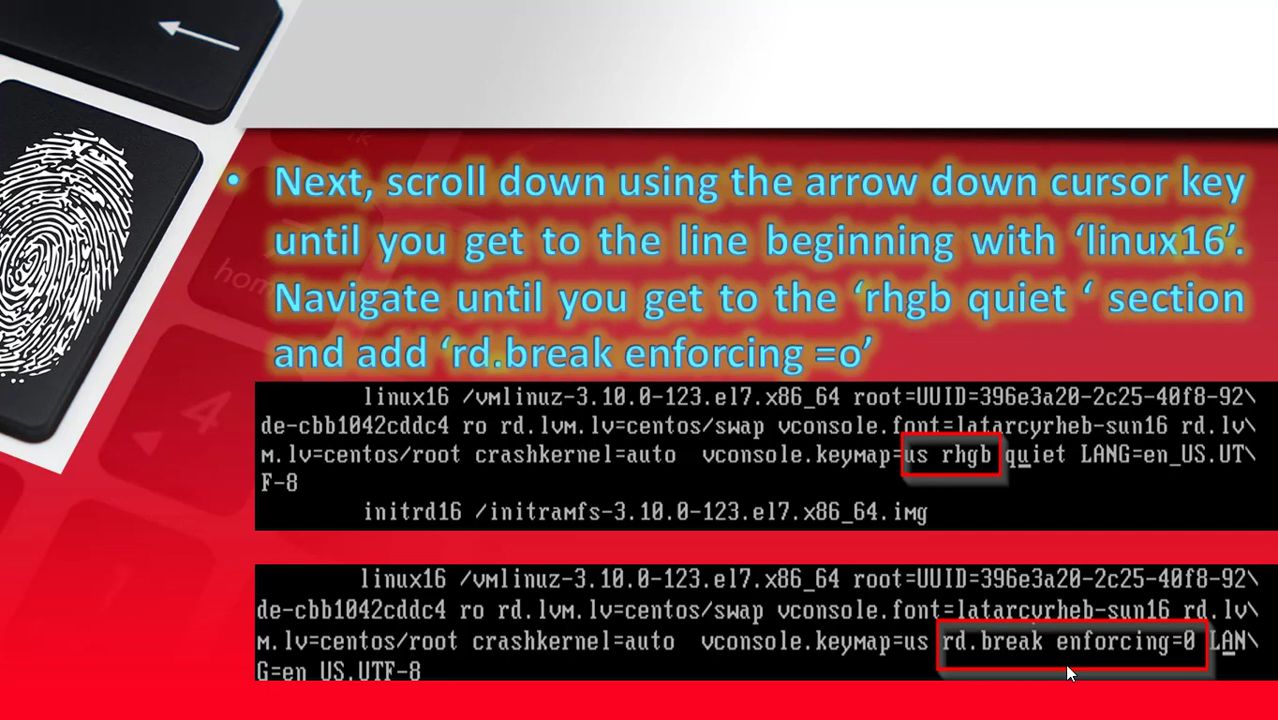 • Next, scroll down using the arrow down cursor key
until you get to the line beginning with ‘linux16’.
Navigate until you get to the ‘rhgb quiet ‘ section
and add ‘rd.break enforcing =o’
linux16 /vmlinuz-3.10.0-123.el7.x86_64 root=UUID=396e3a20-2c25-40f8-92\
de-cbb1042cddc4 ro rd.lvm.lv=centos/swap vconsole.font=latarcyrheb-sun16 rd.lv\
m.lv=centos/root crashkernel=auto  vconsole.keymap=us rhgb quiet LANG=en_US.UT\
F-8
initrd16 /initramfs-3.10.0-123.el7.x86_64.img
linux16 /vmlinuz-3.10.0-123.el7.x86_64 root=UUID=396e3a20-2c25-40f8-92\
de-cbb1042cddc4 ro rd.lvm.lv=centos/swap vconsole.font=latarcyrheb-sun16 rd.lv\
m.lv=centos/root crashkernel=auto  vconsole.keymap=us rd.break enforcing=0 LAN\
G=en_US.UTF-8
home
4